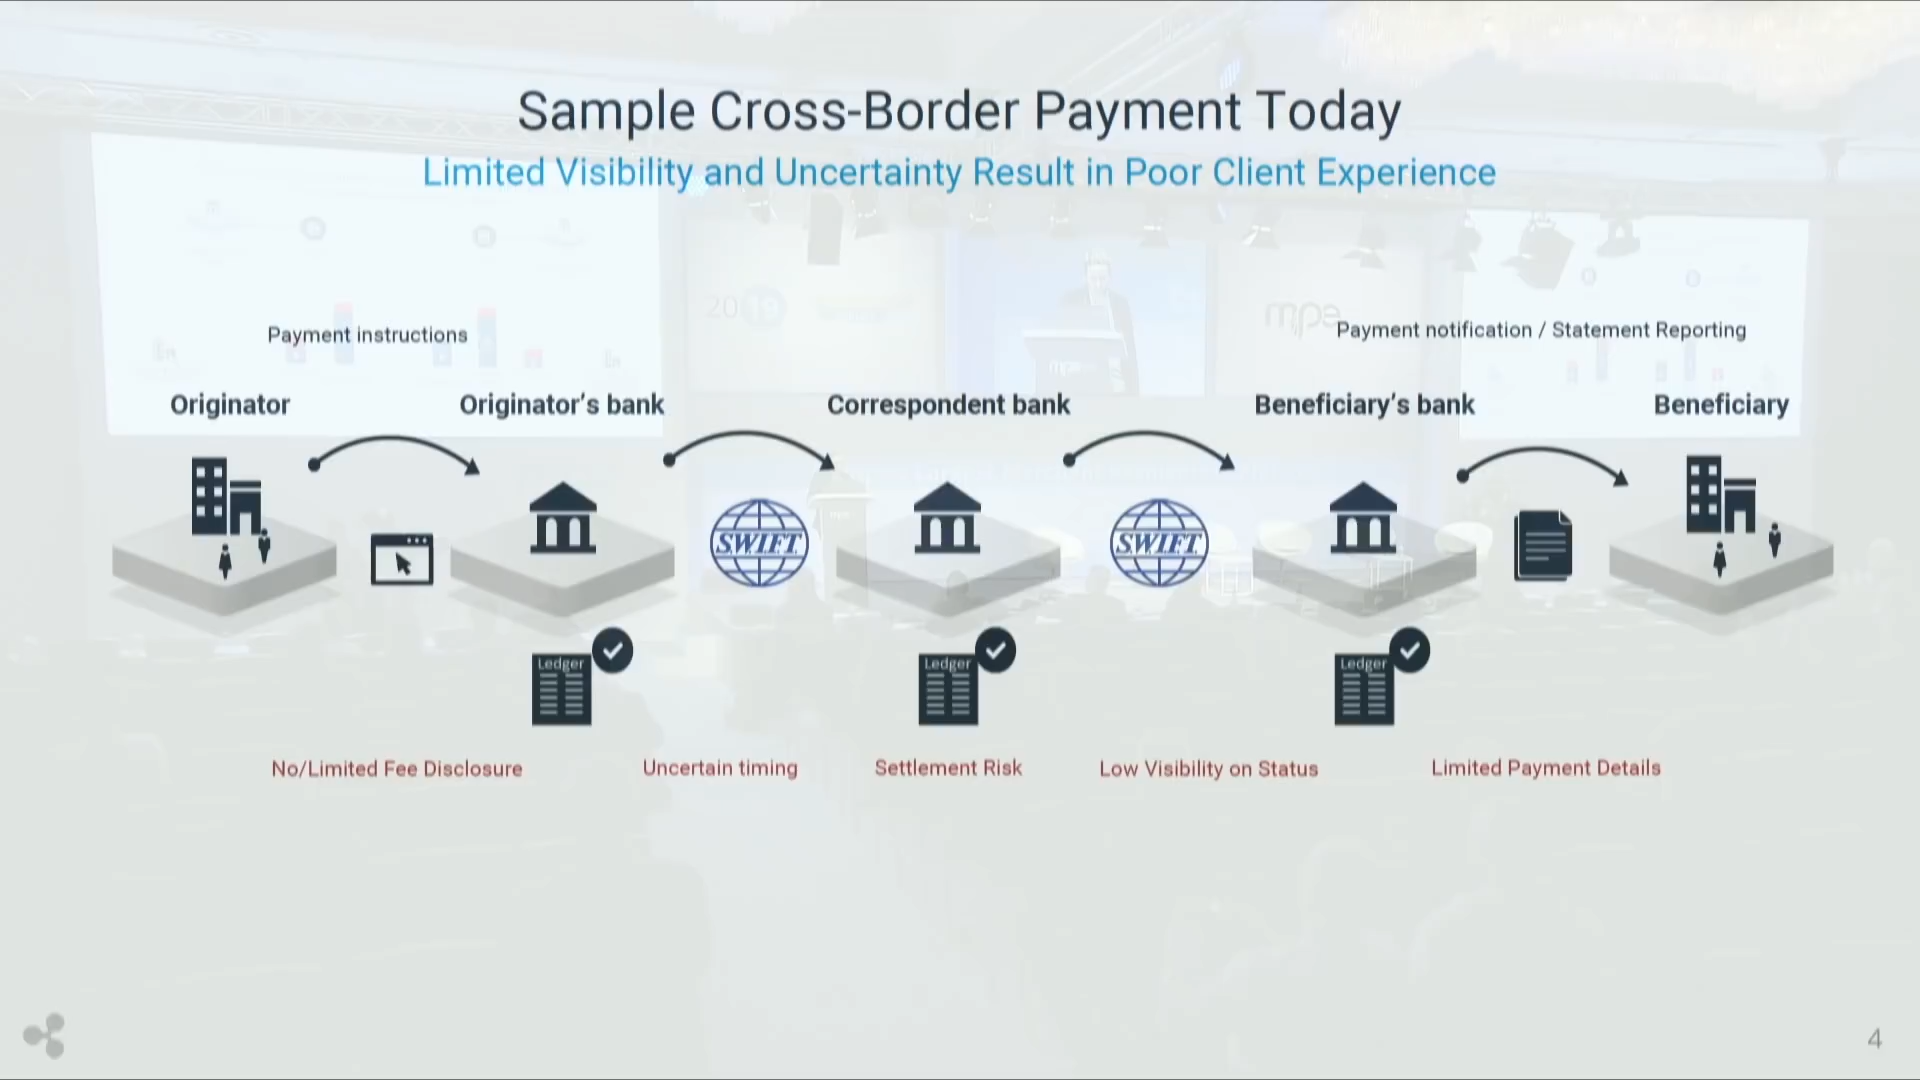 Sample Cross-Border Payment Today
Limited Visibility and Uncertainty Result in Poor Client Experience
2019
mpe
Payment instructions
Payment notification / Statement Reporting
Originator
Originator's bank
Correspondent bank
Beneficiary's bank
Beneficiary
SWIFT
SWIFT
Ledger
Ledger
Ledger
No/Limited Fee Disclosure
Uncertain timing
Settlement Risk
Low Visibility on Status
Limited Payment Details
4